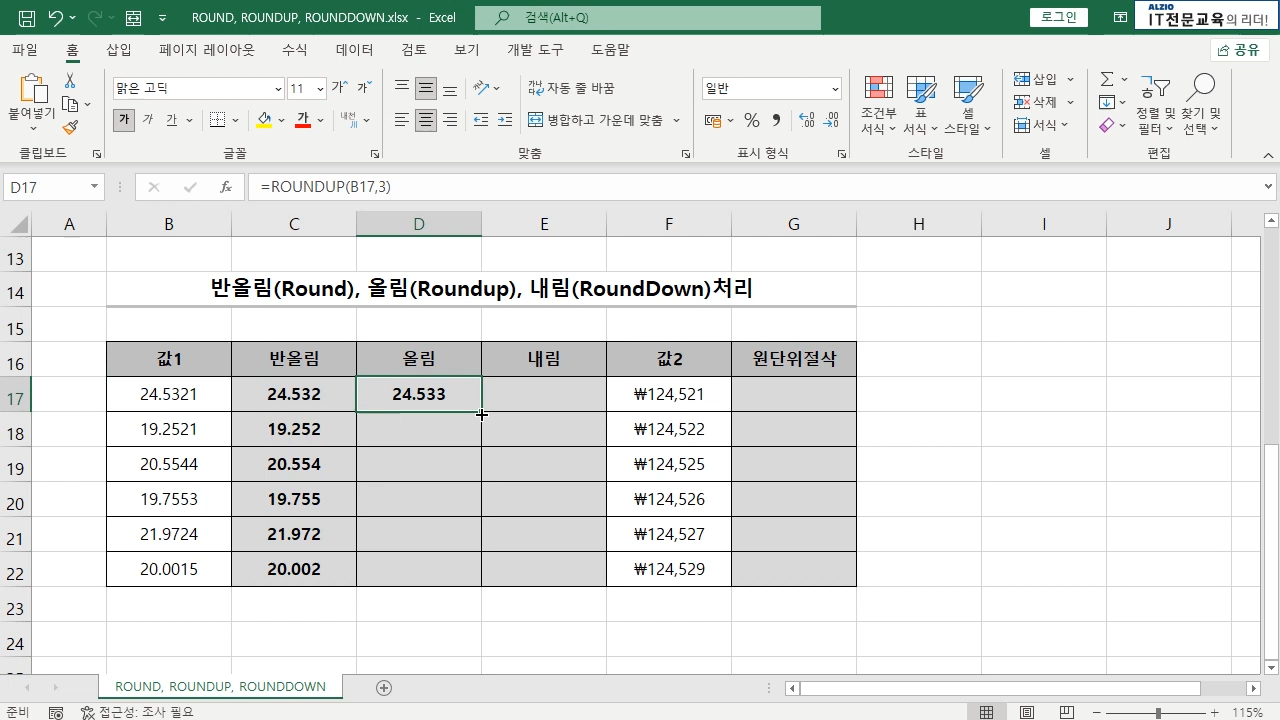 ROUND, ROUNDUP, ROUNDDOWN.xlsx - Excel
검색(Alt+Q)
로그인
ALZIO
IT전문교육의 리더!
파일 홈 삽입 페이지 레이아웃 수식 데이터 검토 보기 개발 도구 도움말
공유
붙여넣기
클립보드
맑은 고딕 11 가 가
가 가 가 가 내천
글꼴
자동 줄 바꿈
병합하고 가운데 맞춤
맞춤
일반
%
표시 형식
조건부 서식
표 서식
셀 스타일
스타일
삽입
삭제
서식
셀
정렬 및 필터
찾기 및 선택
편집
D17 fx =ROUNDUP(B17,3)
A B C D E F G H I J
13
14 반올림(Round), 올림(Roundup), 내림(RoundDown)처리
15
16 값1 반올림 올림 내림 값2 원단위절삭
17 24.5321 24.532 24.533 ₩124,521
18 19.2521 19.252 ₩124,522
19 20.5544 20.554 ₩124,525
20 19.7553 19.755 ₩124,526
21 21.9724 21.972 ₩124,527
22 20.0015 20.002 ₩124,529
23
24
ROUND, ROUNDUP, ROUNDDOWN
준비 접근성: 조사 필요 115%